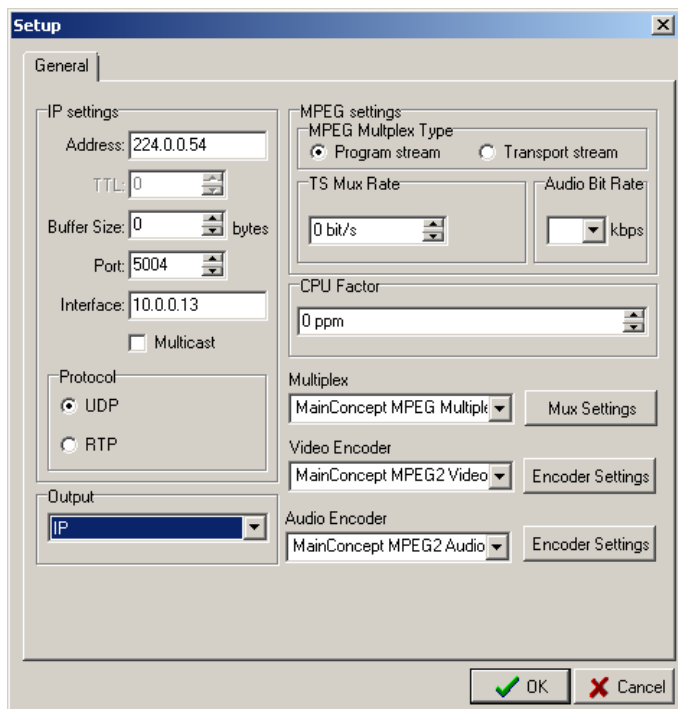 Setup
General
IP settings
Address: 224.0.0.54
TTL: 0
Buffer Size: 0 bytes
Port: 5004
Interface: 10.0.0.13
Multicast
Protocol
UDP
RTP
Output
IP
MPEG settings
MPEG Multplex Type
Program stream Transport stream
TS Mux Rate
0 bit/s
Audio Bit Rate
kbps
CPU Factor
0 ppm
Multiplex
MainConcept MPEG Multiple Mux Settings
Video Encoder
MainConcept MPEG2 Video Encoder Settings
Audio Encoder
MainConcept MPEG2 Audio Encoder Settings
OK Cancel